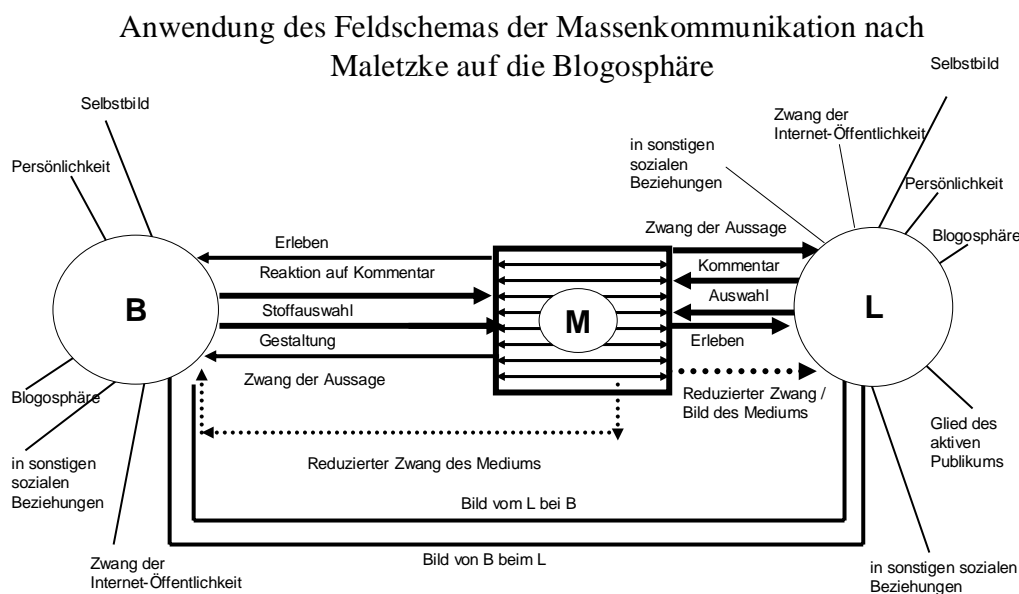 Anwendung des Feldschemas der Massenkommunikation nach
Maletzke auf die Blogosphäre
Selbstbild
Persönlichkeit
B
Blogosphäre
in sonstigen
sozialen
Beziehungen
Zwang der
Internet-Öffentlichkeit
Erleben
Reaktion auf Kommentar
Stoffauswahl
Gestaltung
Zwang der Aussage
Reduzierter Zwang des Mediums
Bild vom L bei B
Bild von B beim L
M
Zwang der Aussage
Kommentar
Auswahl
Erleben
Reduzierter Zwang /
Bild des Mediums
in sonstigen
sozialen
Beziehungen
Zwang der
Internet-Öffentlichkeit
Selbstbild
Persönlichkeit
Blogosphäre
L
Glied des
aktiven
Publikums
in sonstigen sozialen
Beziehungen